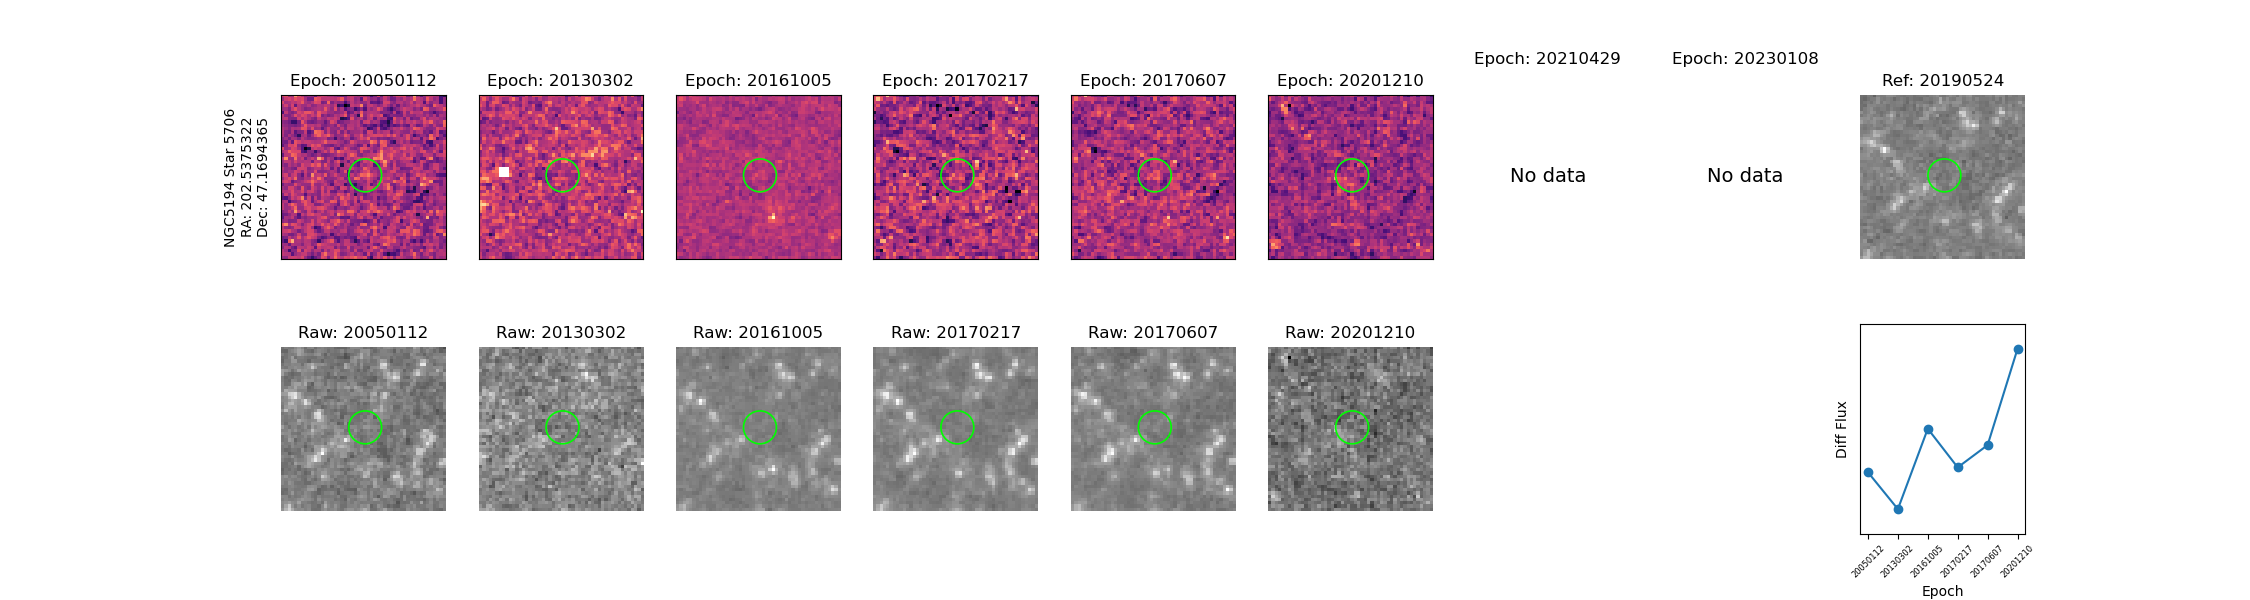 NGC5194 Star 5706
RA: 202.5375322
Dec: 47.1694365
Epoch: 20050112
Epoch: 20130302
Epoch: 20161005
Epoch: 20170217
Epoch: 20170607
Epoch: 20201210
Epoch: 20210429
Epoch: 20230108
Ref: 20190524
No data
No data
Raw: 20050112
Raw: 20130302
Raw: 20161005
Raw: 20170217
Raw: 20170607
Raw: 20201210
Diff Flux
20050112
20130302
20161005
20170217
20170607
20201210
Epoch